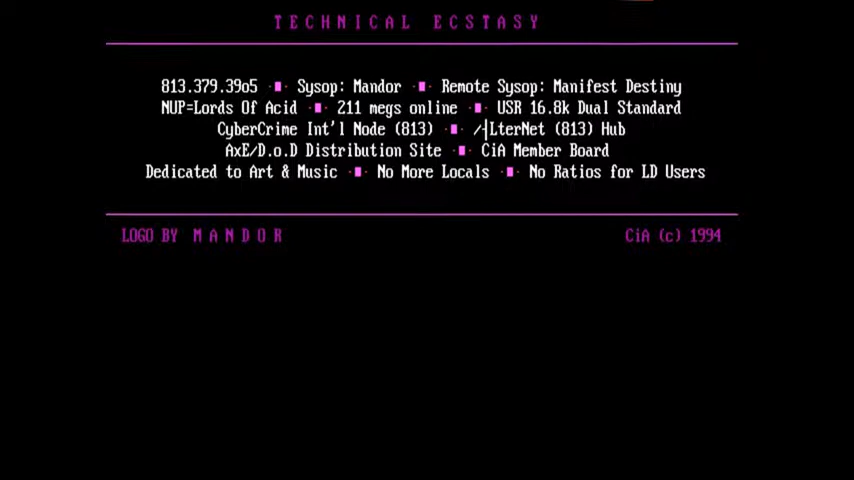 TECHNICAL ECSTASY
813.379.39o5 ·■· Sysop: Mandor ·■· Remote Sysop: Manifest Destiny
NUP=Lords Of Acid ·■· 211 megs online ·■· USR 16.8k Dual Standard
CyberCrime Int'l Node (813) ·■· /-|LterNet (813) Hub
AxE/D.o.D Distribution Site ·■· CiA Member Board
Dedicated to Art & Music ·■· No More Locals ·■· No Ratios for LD Users
LOGO BY MANDOR
CiA (c) 1994